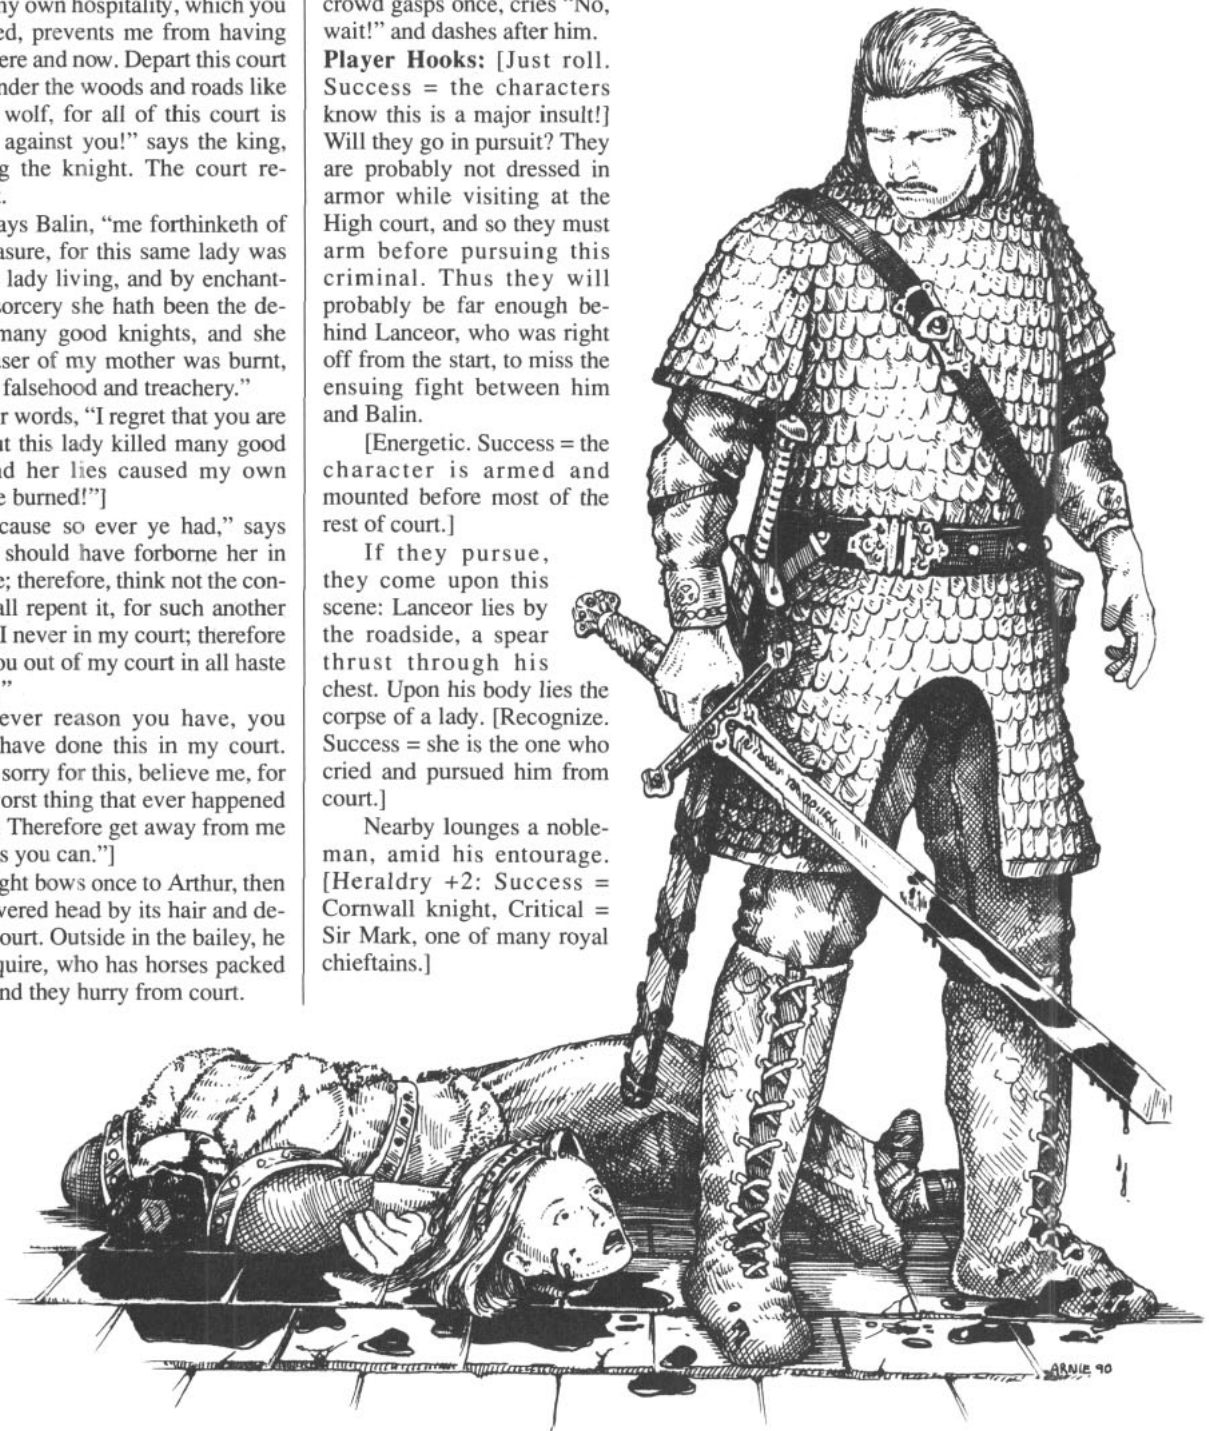 ny own hospitality, which you
ed, prevents me from having
ere and now. Depart this court
nder the woods and roads like
wolf, for all of this court is
against you!” says the king,
g the knight. The court re-
.
ays Balin, “me forthinketh of
asure, for this same lady was
lady living, and by enchant-
sorcery she hath been the de-
many good knights, and she
ser of my mother was burnt,
falsehood and treachery.”
r words, “I regret that you are
ut this lady killed many good
nd her lies caused my own
e burned!”]
cause so ever ye had,” says
should have forborne her in
e; therefore, think not the con-
all repent it, for such another
I never in my court; therefore
ou out of my court in all haste
”
ever reason you have, you
have done this in my court.
sorry for this, believe me, for
orst thing that ever happened
. Therefore get away from me
s you can.”]
ght bows once to Arthur, then
vered head by its hair and de-
ourt. Outside in the bailey, he
quire, who has horses packed
nd they hurry from court.
crowd gasps once, cries “No,
wait!” and dashes after him.
Player Hooks: [Just roll.
Success = the characters
know this is a major insult!]
Will they go in pursuit? They
are probably not dressed in
armor while visiting at the
High court, and so they must
arm before pursuing this
criminal. Thus they will
probably be far enough be-
hind Lanceor, who was right
off from the start, to miss the
ensuing fight between him
and Balin.
[Energetic. Success = the
character is armed and
mounted before most of the
rest of court.]
If they pursue,
they come upon this
scene: Lanceor lies by
the roadside, a spear
thrust through his
chest. Upon his body lies the
corpse of a lady. [Recognize.
Success = she is the one who
cried and pursued him from
court.]
Nearby lounges a noble-
man, amid his entourage.
[Heraldry +2: Success =
Cornwall knight, Critical =
Sir Mark, one of many royal
chieftains.]
ARNIE 90